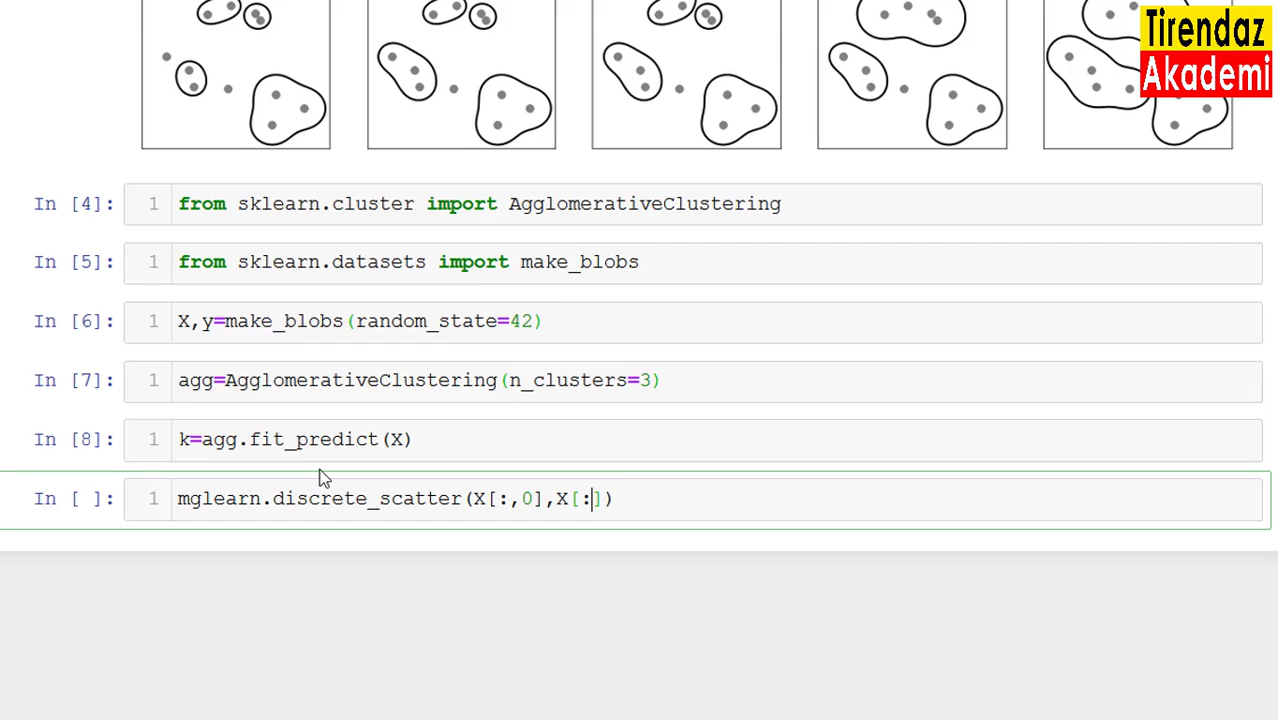 Tirendaz
Akademi
In [4]: 1 from sklearn.cluster import AgglomerativeClustering
In [5]: 1 from sklearn.datasets import make_blobs
In [6]: 1 X,y=make_blobs(random_state=42)
In [7]: 1 agg=AgglomerativeClustering(n_clusters=3)
In [8]: 1 k=agg.fit_predict(X)
In [ ]: 1 mglearn.discrete_scatter(X[:,0],X[:])